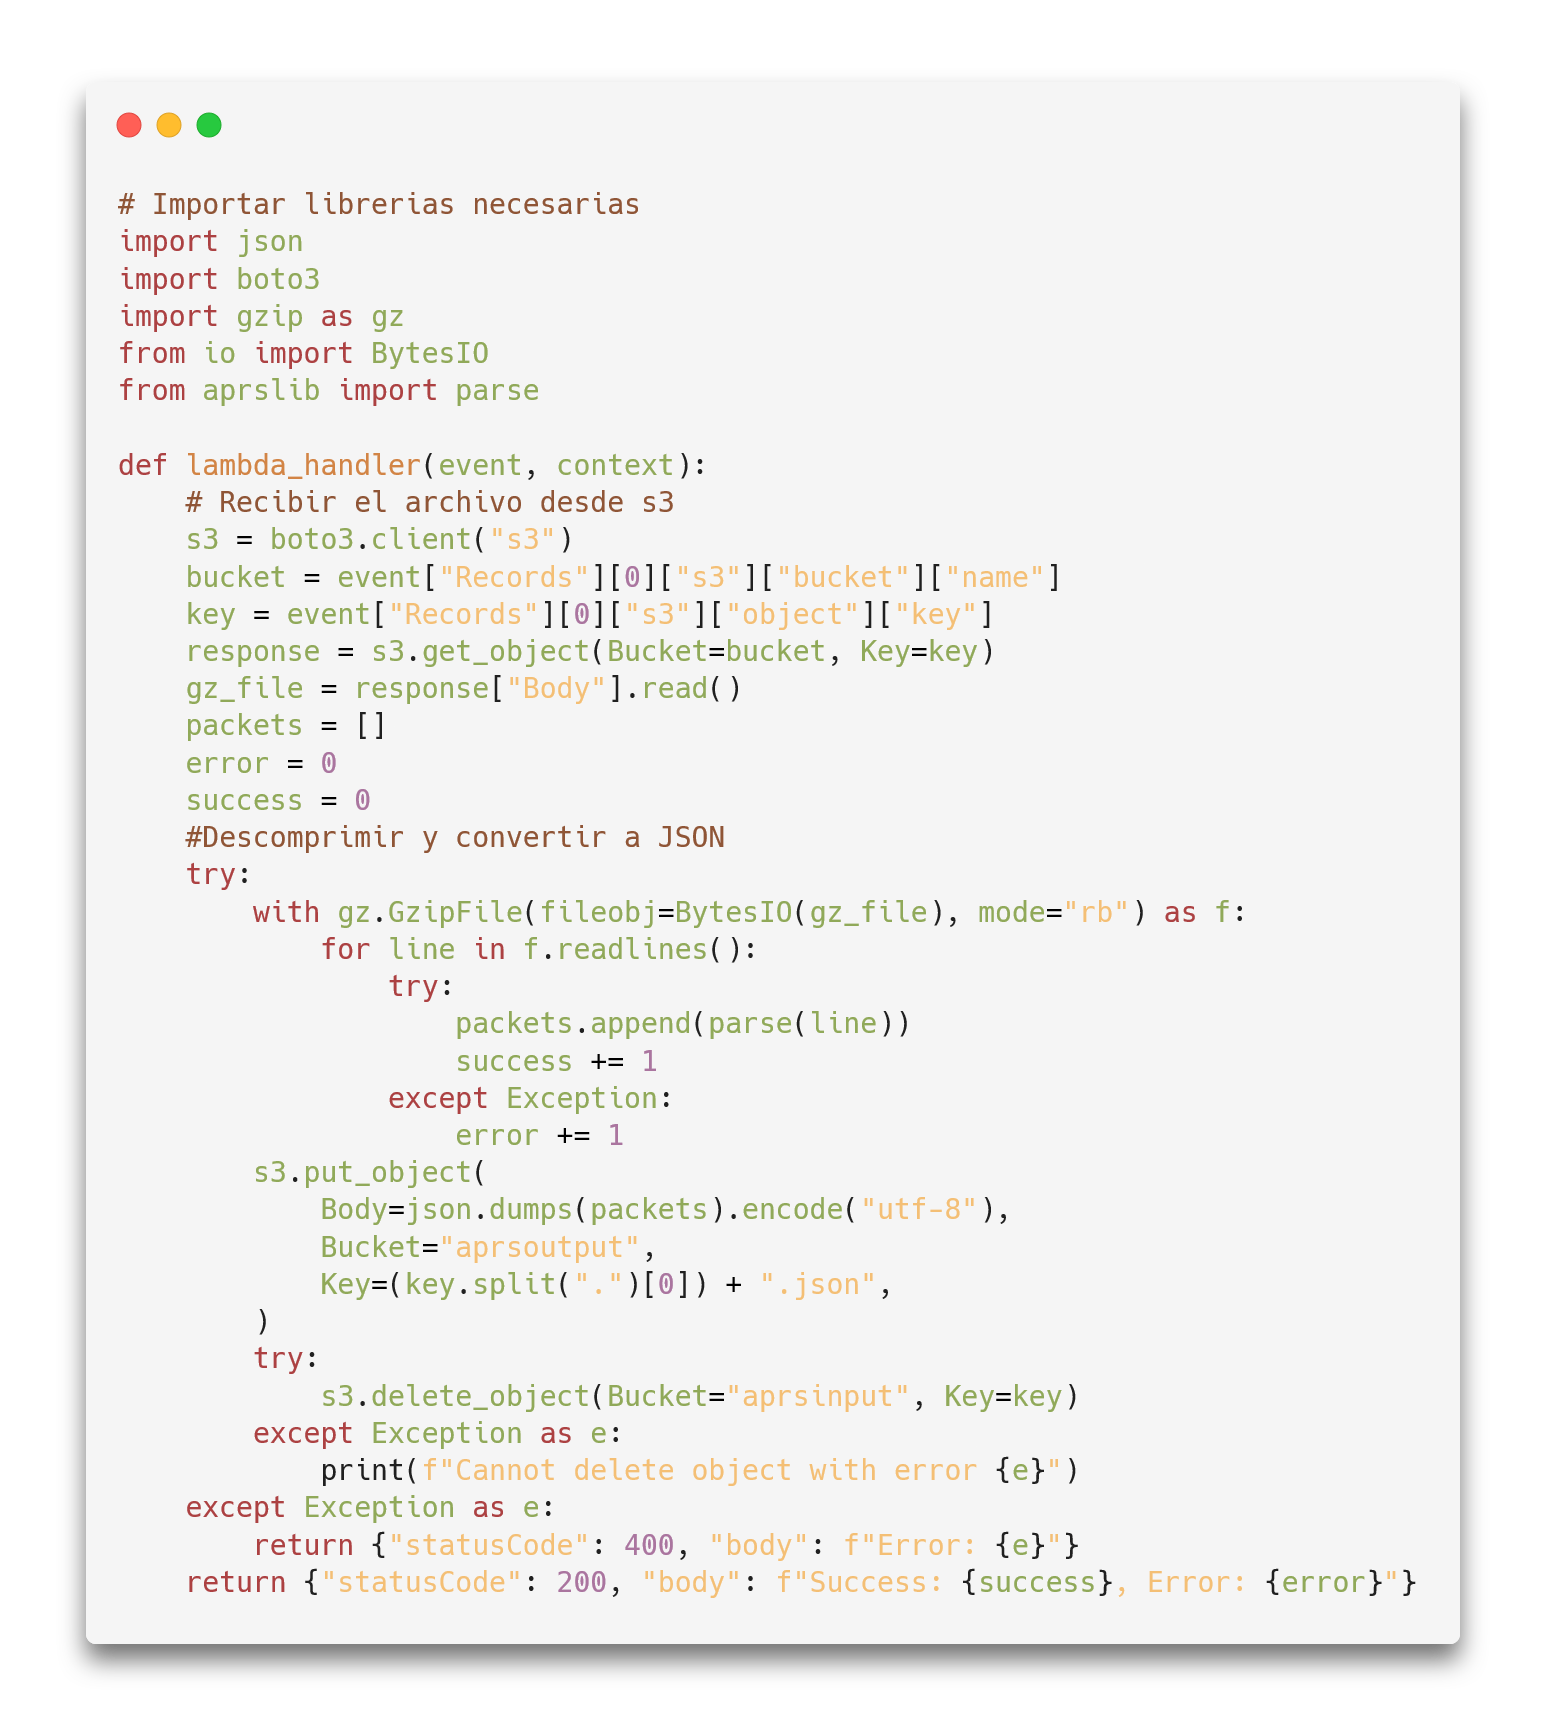 # Importar librerias necesarias
import json
import boto3
import gzip as gz
from io import BytesIO
from aprslib import parse

def lambda_handler(event, context):
    # Recibir el archivo desde s3
    s3 = boto3.client("s3")
    bucket = event["Records"][0]["s3"]["bucket"]["name"]
    key = event["Records"][0]["s3"]["object"]["key"]
    response = s3.get_object(Bucket=bucket, Key=key)
    gz_file = response["Body"].read()
    packets = []
    error = 0
    success = 0
    #Descomprimir y convertir a JSON
    try:
        with gz.GzipFile(fileobj=BytesIO(gz_file), mode="rb") as f:
            for line in f.readlines():
                try:
                    packets.append(parse(line))
                    success += 1
                except Exception:
                    error += 1
        s3.put_object(
            Body=json.dumps(packets).encode("utf-8"),
            Bucket="aprsoutput",
            Key=(key.split(".")[0]) + ".json",
        )
        try:
            s3.delete_object(Bucket="aprsinput", Key=key)
        except Exception as e:
            print(f"Cannot delete object with error {e}")
    except Exception as e:
        return {"statusCode": 400, "body": f"Error: {e}"}
    return {"statusCode": 200, "body": f"Success: {success}, Error: {error}"}